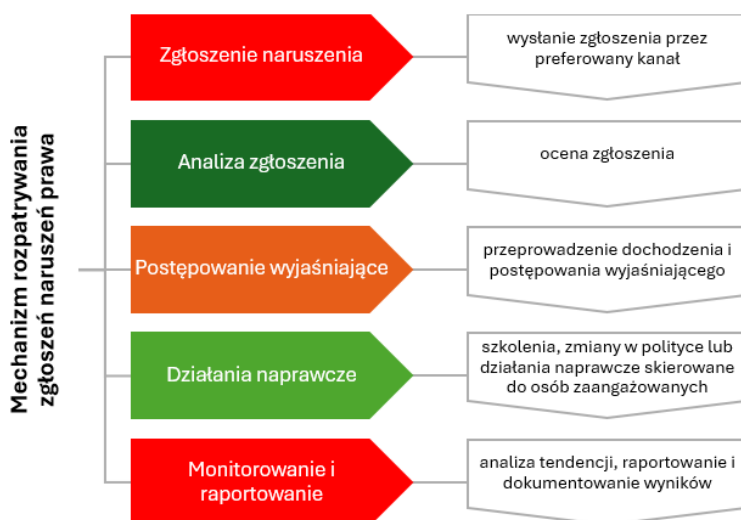 Mechanizm rozpatrywania
zgłoszeń naruszeń prawa
Zgłoszenie naruszenia
wysłanie zgłoszenia przez
preferowany kanał
Analiza zgłoszenia
ocena zgłoszenia
Postępowanie wyjaśniające
przeprowadzenie dochodzenia i
postępowania wyjaśniającego
Działania naprawcze
szkolenia, zmiany w polityce lub
działania naprawcze skierowane
do osób zaangażowanych
Monitorowanie i
raportowanie
analiza tendencji, raportowanie i
dokumentowanie wyników